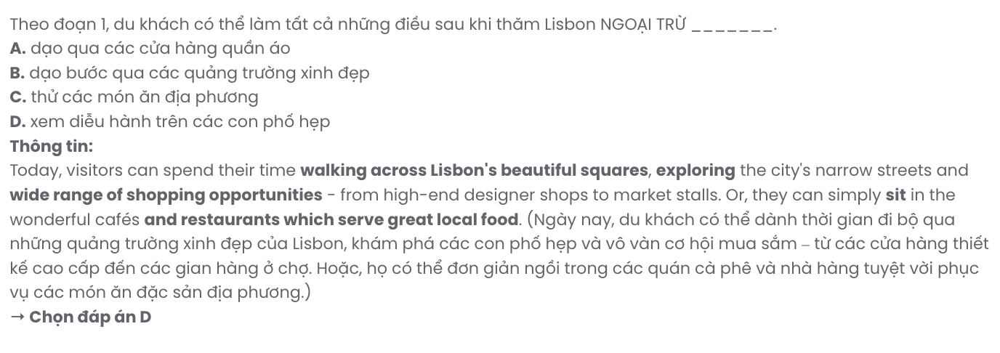 Theo đoạn 1, du khách có thể làm tất cả những điều sau khi thăm Lisbon NGOẠI TRỪ _______.
A. dạo qua các cửa hàng quần áo
B. dạo bước qua các quảng trường xinh đẹp
C. thử các món ăn địa phương
D. xem diễu hành trên các con phố hẹp
Thông tin:
Today, visitors can spend their time walking across Lisbon's beautiful squares, exploring the city's narrow streets and
wide range of shopping opportunities - from high-end designer shops to market stalls. Or, they can simply sit in the
wonderful cafés and restaurants which serve great local food. (Ngày nay, du khách có thể dành thời gian đi bộ qua
những quảng trường xinh đẹp của Lisbon, khám phá các con phố hẹp và vô vàn cơ hội mua sắm – từ các cửa hàng thiết
kế cao cấp đến các gian hàng ở chợ. Hoặc, họ có thể đơn giản ngồi trong các quán cà phê và nhà hàng tuyệt vời phục
vụ các món ăn đặc sản địa phương.)
→ Chọn đáp án D